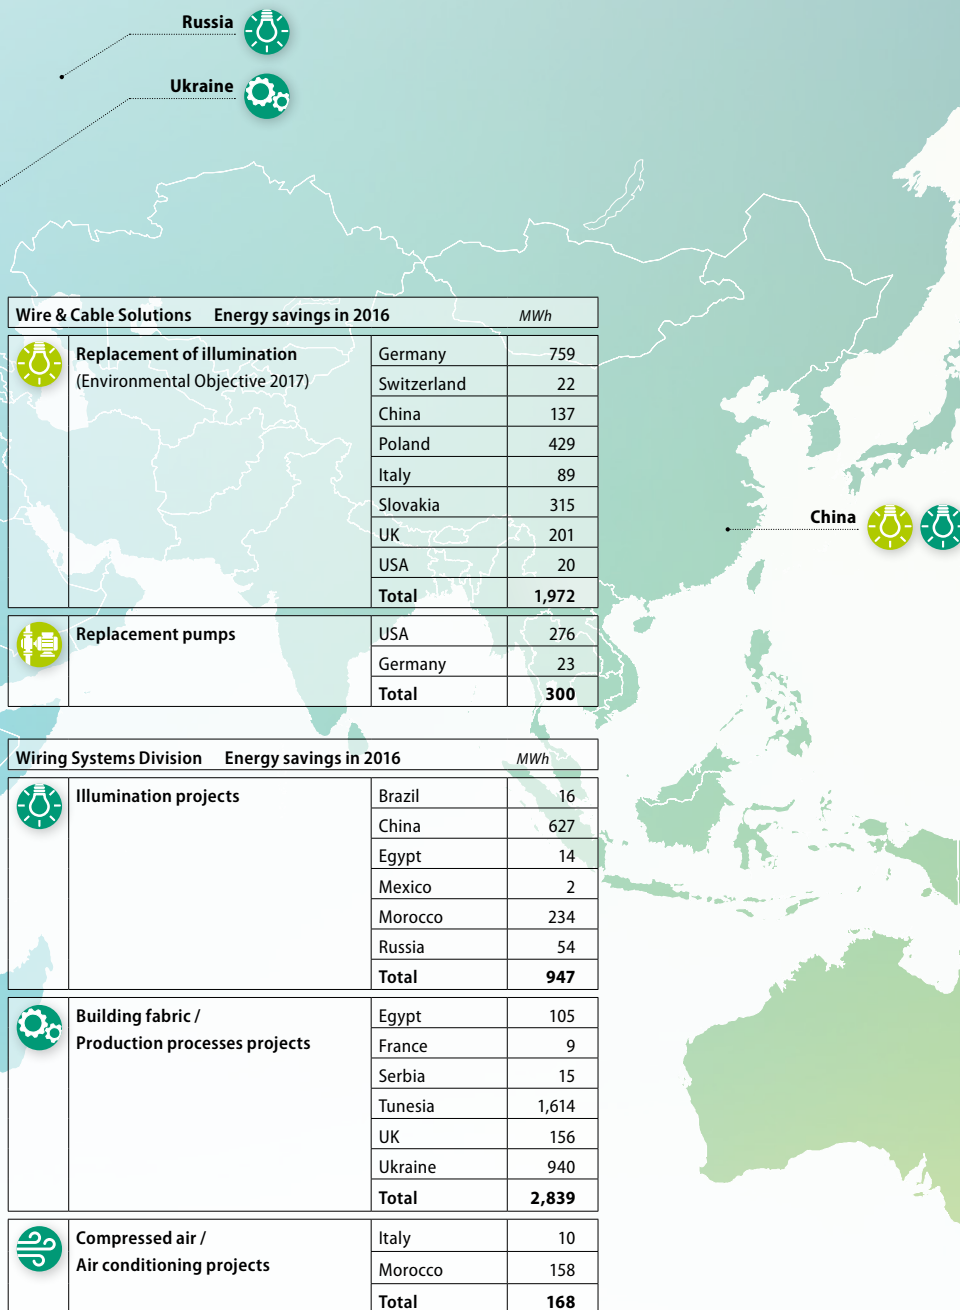 Russia
Ukraine
Wire & Cable Solutions Energy savings in 2016 MWh
Replacement of illumination
(Environmental Objective 2017)
Germany 759
Switzerland 22
China 137
Poland 429
Italy 89
Slovakia 315
UK 201
USA 20
Total 1,972
China
Replacement pumps
USA 276
Germany 23
Total 300
Wiring Systems Division Energy savings in 2016 MWh
Illumination projects
Brazil 16
China 627
Egypt 14
Mexico 2
Morocco 234
Russia 54
Total 947
Building fabric /
Production processes projects
Egypt 105
France 9
Serbia 15
Tunesia 1,614
UK 156
Ukraine 940
Total 2,839
Compressed air /
Air conditioning projects
Italy 10
Morocco 158
Total 168